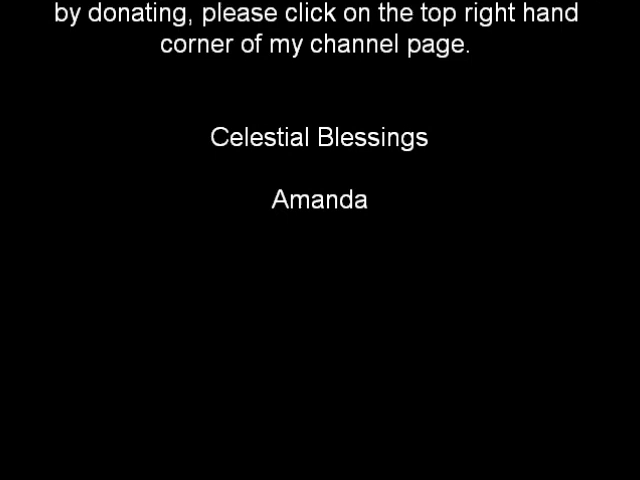 by donating, please click on the top right hand
corner of my channel page.
Celestial Blessings
Amanda